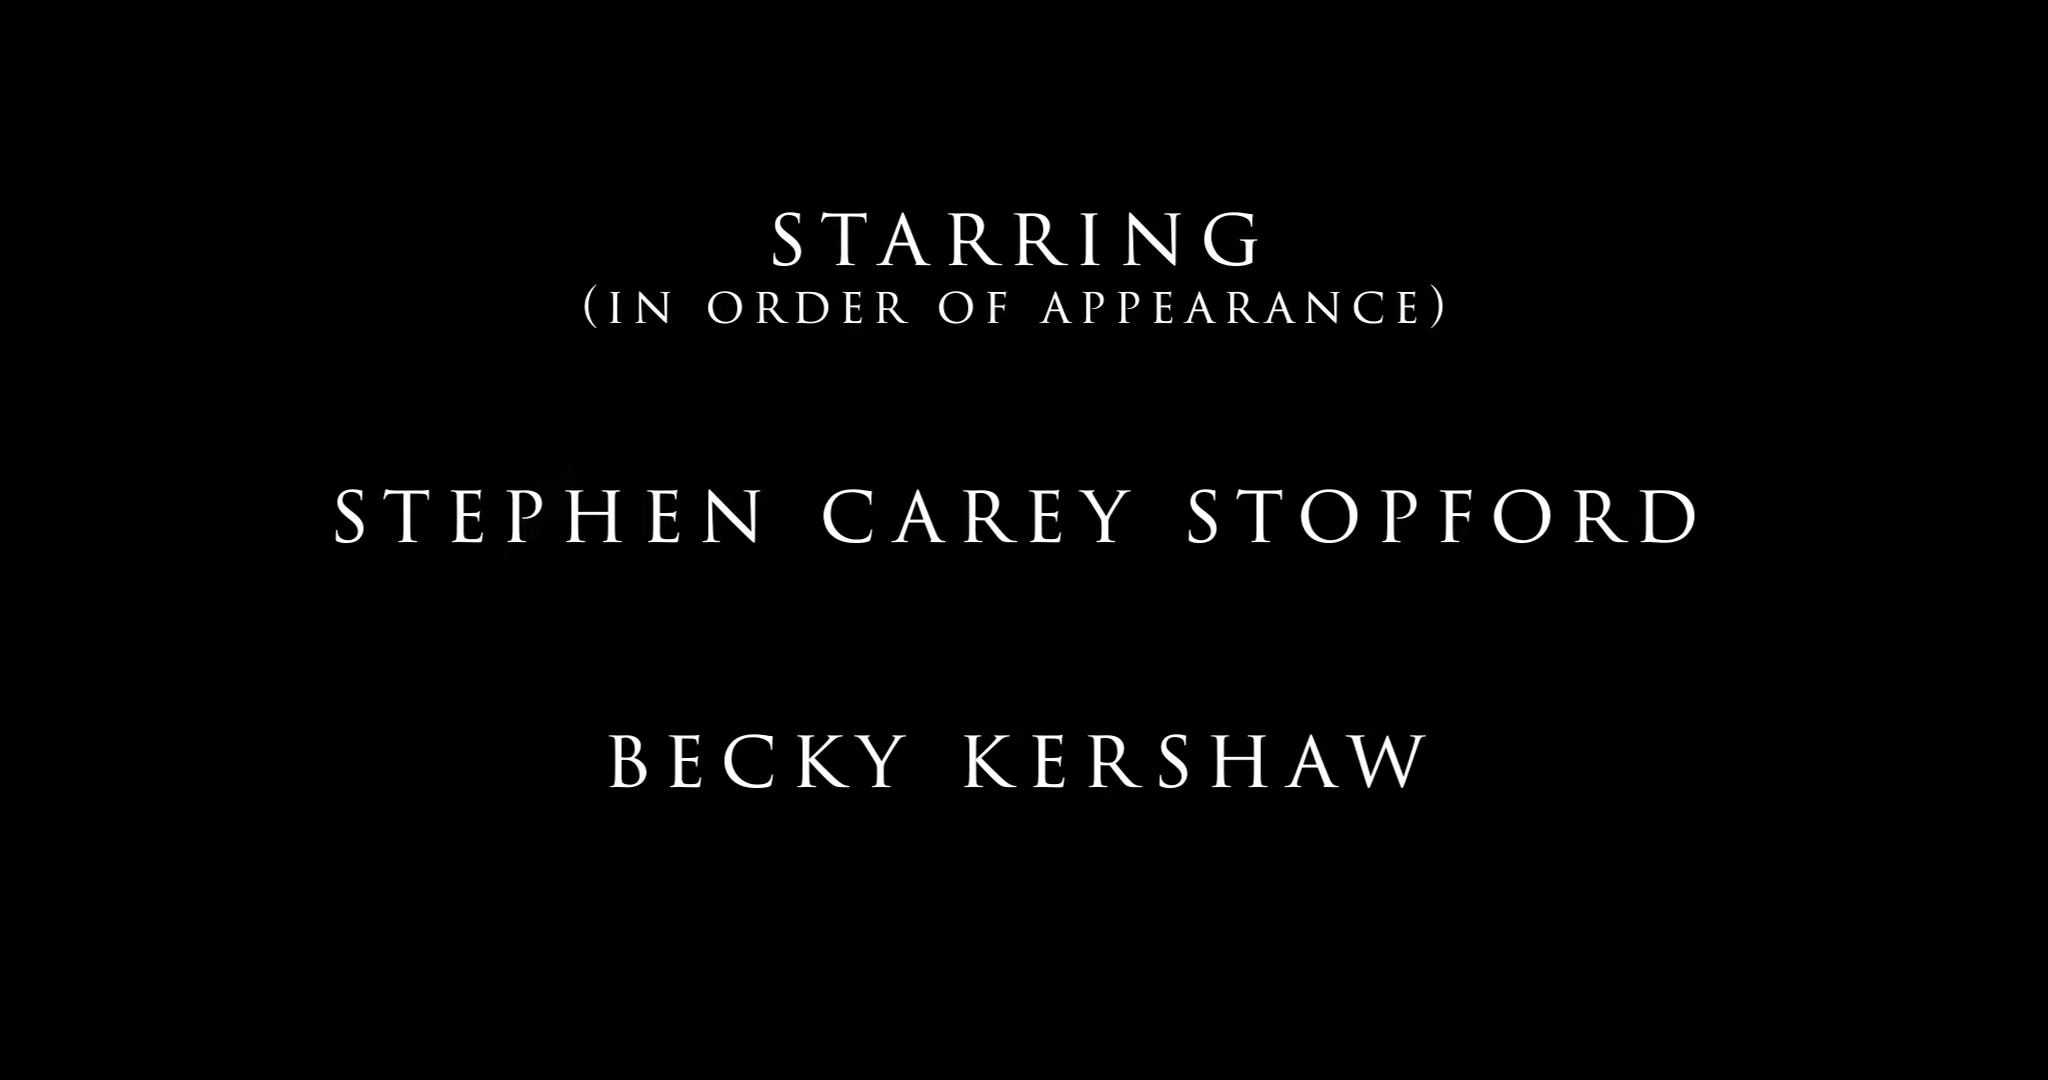 STARRING
(IN ORDER OF APPEARANCE)
STEPHEN CAREY STOPFORD
BECKY KERSHAW